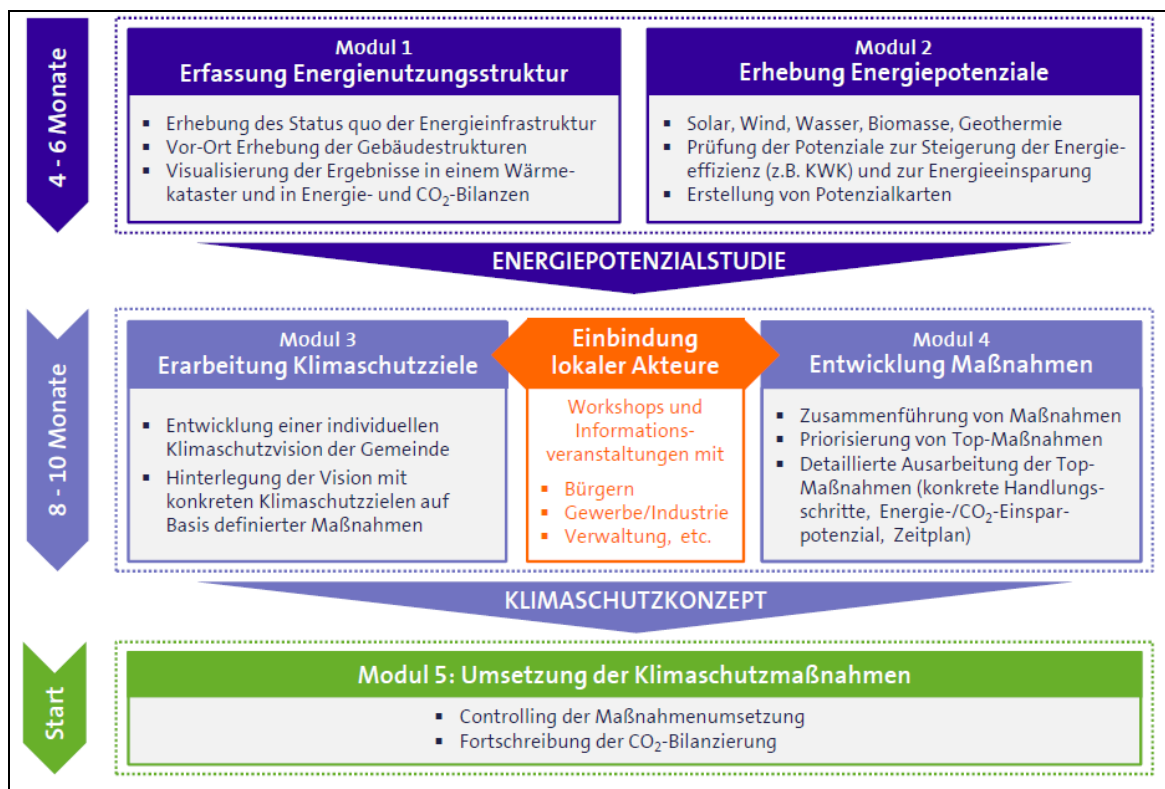 4 - 6 Monate
Modul 1
Erfassung Energienutzungsstruktur
▪ Erhebung des Status quo der Energieinfrastruktur
▪ Vor-Ort Erhebung der Gebäudestrukturen
▪ Visualisierung der Ergebnisse in einem Wärme-
kataster und in Energie- und CO₂-Bilanzen
Modul 2
Erhebung Energiepotenziale
▪ Solar, Wind, Wasser, Biomasse, Geothermie
▪ Prüfung der Potenziale zur Steigerung der Energie-
effizienz (z.B. KWK) und zur Energieeinsparung
▪ Erstellung von Potenzialkarten
ENERGIEPOTENZIALSTUDIE
8 - 10 Monate
Modul 3
Erarbeitung Klimaschutzziele
▪ Entwicklung einer individuellen
Klimaschutzvision der Gemeinde
▪ Hinterlegung der Vision mit
konkreten Klimaschutzzielen auf
Basis definierter Maßnahmen
Einbindung
lokaler Akteure
Workshops und
Informations-
veranstaltungen mit
▪ Bürgern
▪ Gewerbe/Industrie
▪ Verwaltung, etc.
Modul 4
Entwicklung Maßnahmen
▪ Zusammenführung von Maßnahmen
▪ Priorisierung von Top-Maßnahmen
▪ Detaillierte Ausarbeitung der Top-
Maßnahmen (konkrete Handlungs-
schritte, Energie-/CO₂-Einspar-
potenzial, Zeitplan)
KLIMASCHUTZKONZEPT
Start
Modul 5: Umsetzung der Klimaschutzmaßnahmen
▪ Controlling der Maßnahmenumsetzung
▪ Fortschreibung der CO₂-Bilanzierung